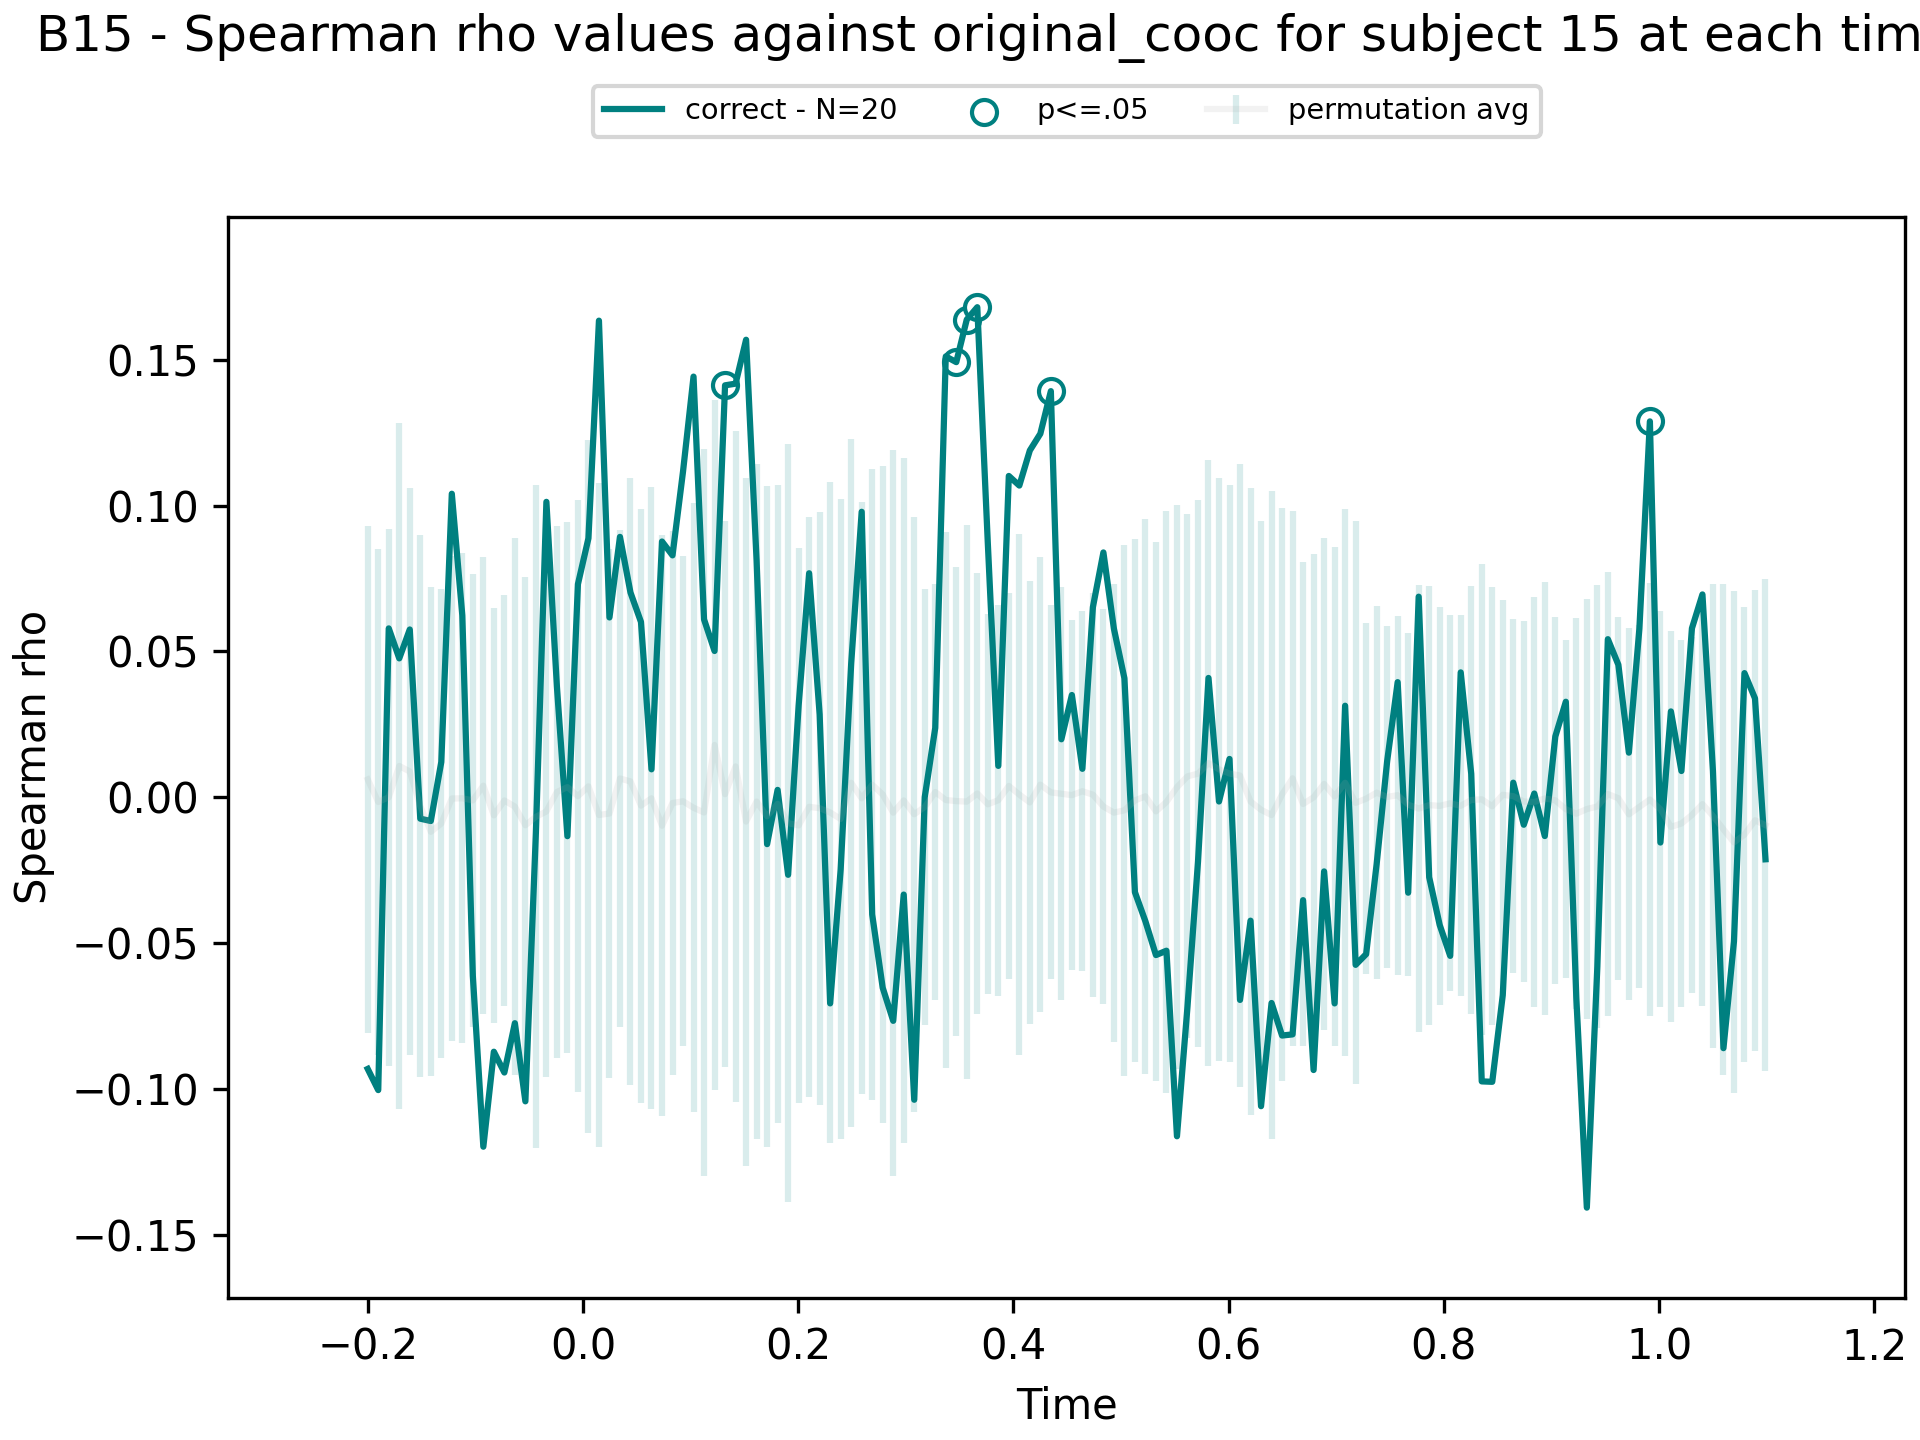 B15 - Spearman rho values against original_cooc for subject 15 at each tim
correct - N=20
p<=.05
permutation avg
Spearman rho
0.15
0.10
0.05
0.00
−0.05
−0.10
−0.15
−0.2
0.0
0.2
0.4
0.6
0.8
1.0
1.2
Time